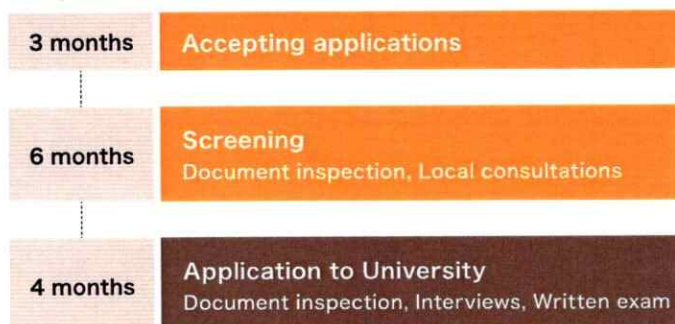 3 months
Accepting applications
6 months
Screening
Document inspection, Local consultations
4 months
Application to University
Document inspection, Interviews, Written exam